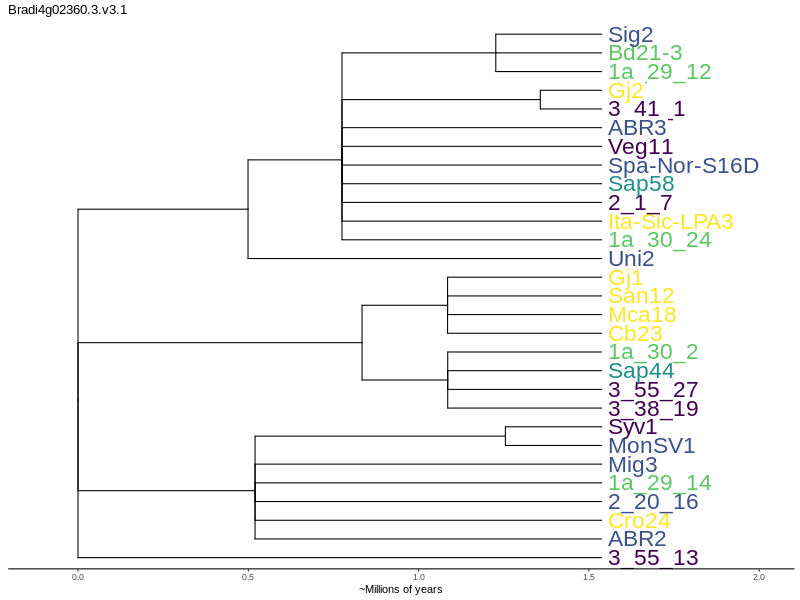 Bradi4g02360.3.v3.1
Sig2
Bd21-3
1a_29_12
Gj2
3_41_1
ABR3
Veg11
Spa-Nor-S16D
Sap58
2_1_7
Ita-Sic-LPA3
1a_30_24
Uni2
Gj1
San12
Mca18
Cb23
1a_30_2
Sap44
3_55_27
3_38_19
Syv1
MonSV1
Mig3
1a_29_14
2_20_16
Cro24
ABR2
3_55_13
0.0 0.5 1.0 1.5 2.0
~Millions of years